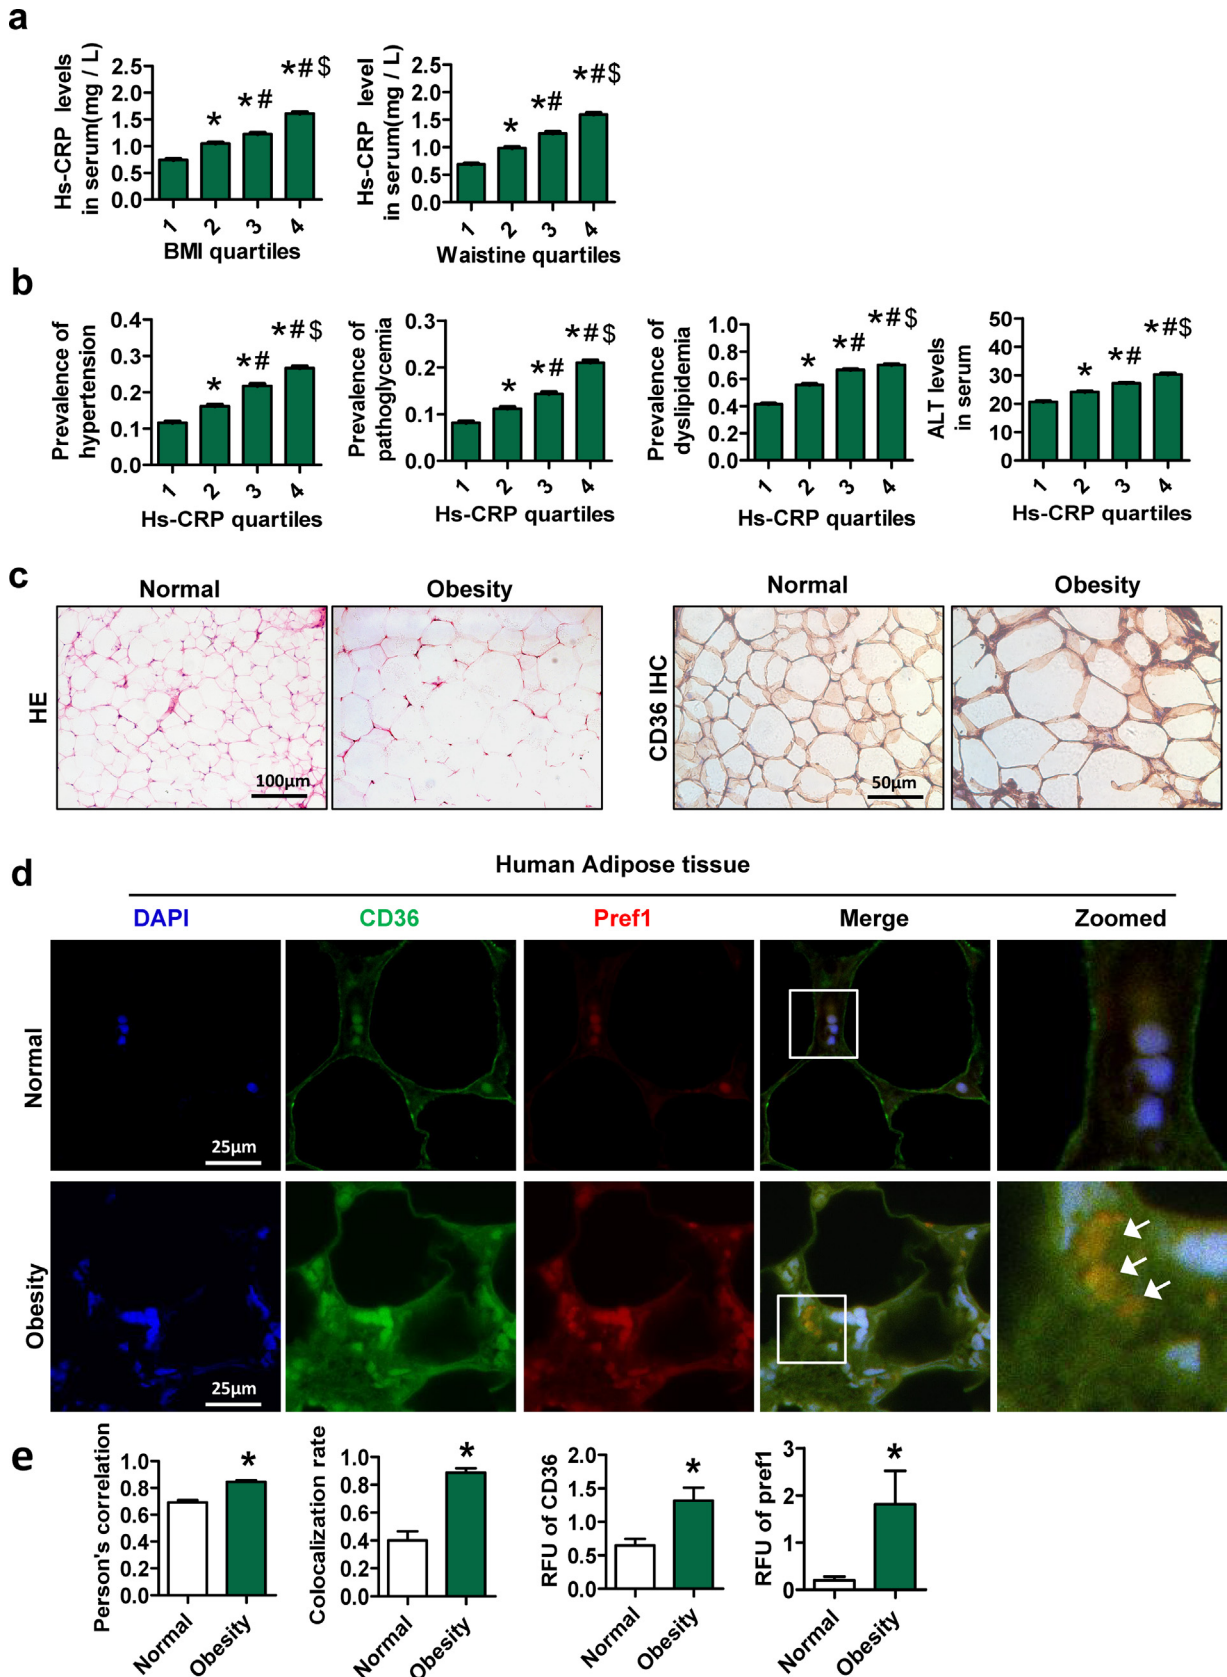 a
Hs-CRP levels
in serum(mg / L)
2.5
2.0
1.5
1.0
0.5
0.0
*
*#
*#$
1 2 3 4
BMI quartiles
Hs-CRP level
in serum(mg / L)
2.5
2.0
1.5
1.0
0.5
0.0
*
*#
*#$
1 2 3 4
Waistine quartiles
b
Prevalence of
hypertension
0.4
0.3
0.2
0.1
0.0
*
*#
*#$
1 2 3 4
Hs-CRP quartiles
Prevalence of
pathoglycemia
0.3
0.2
0.1
0.0
*
*#
*#$
1 2 3 4
Hs-CRP quartiles
Prevalence of
dyslipidemia
1.0
0.8
0.6
0.4
0.2
0.0
*
*#
*#$
1 2 3 4
Hs-CRP quartiles
ALT levels
in serum
50
40
30
20
10
0
*
*#
*#$
1 2 3 4
Hs-CRP quartiles
c
Normal Obesity
HE
100μm
Normal Obesity
CD36 IHC
50μm
d
Human Adipose tissue
DAPI CD36 Pref1 Merge Zoomed
Normal
25μm
Obesity
25μm
e
Person's correlation
1.0
0.8
0.6
0.4
0.2
0.0
*
Normal
Obesity
Colocalization rate
1.0
0.8
0.6
0.4
0.2
0.0
*
Normal
Obesity
RFU of CD36
2.0
1.5
1.0
0.5
0.0
*
Normal
Obesity
RFU of pref1
3
2
1
0
*
Normal
Obesity